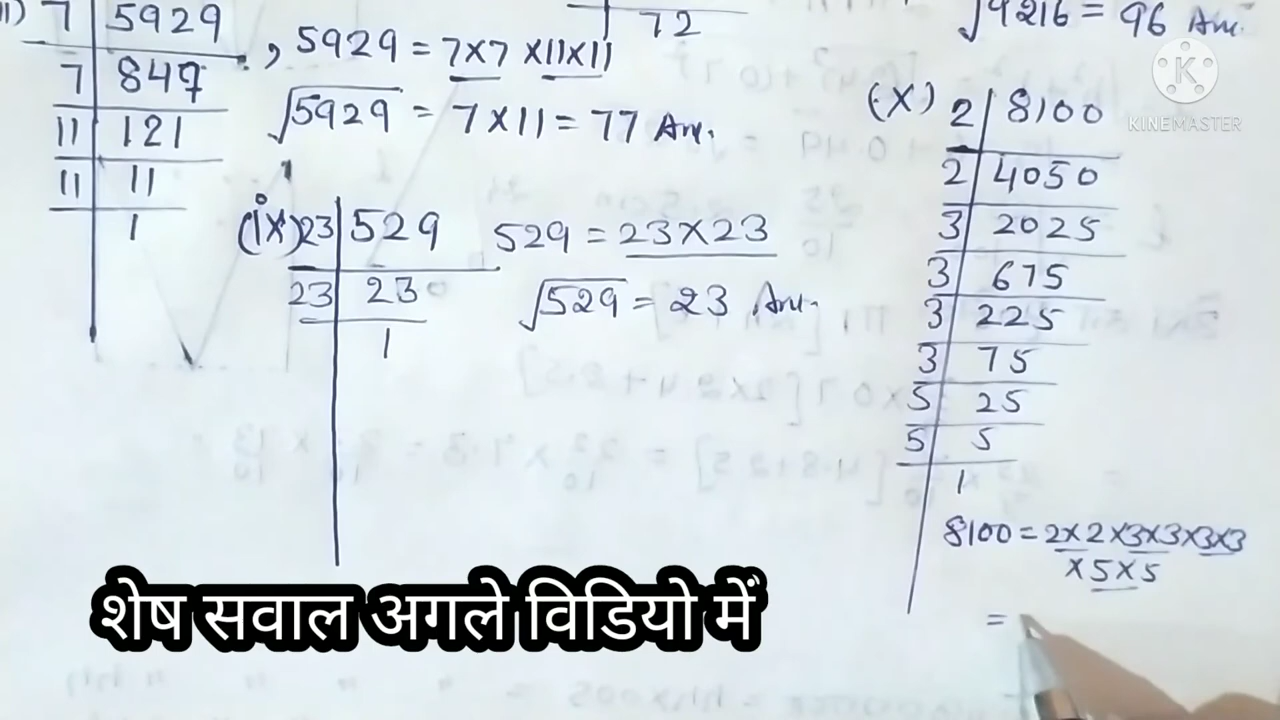 7 | 5929
7 | 847
11 | 121
11 | 11
1
, 5929 = 7×7 ×11×11
√5929 = 7×11 = 77 Ans.
72
√9216 = 96 Ans.
(ix) 23 | 529
23 | 23
1
529 = 23×23
√529 = 23 Ans.
(X) 2 | 8100
2 | 4050
3 | 2025
3 | 675
3 | 225
3 | 75
5 | 25
5 | 5
1
8100 = 2×2×3×3×3×3
×5×5
=
शेष सवाल अगले विडियो में
KINEMASTER